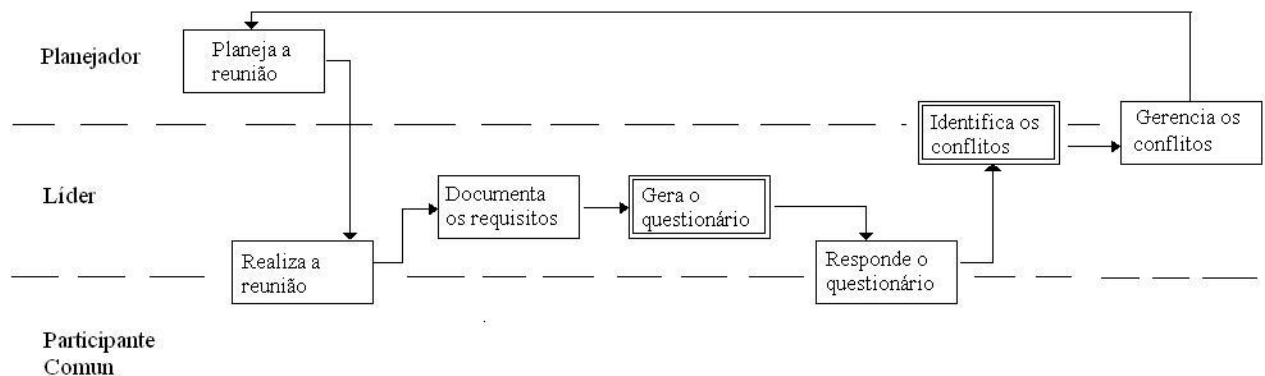 Planejador
Planeja a
reunião
Identifica os
conflitos
Gerencia os
conflitos
Líder
Documenta
os requisitos
Gera o
questionário
Realiza a
reunião
Responde o
questionário
Participante
Comun